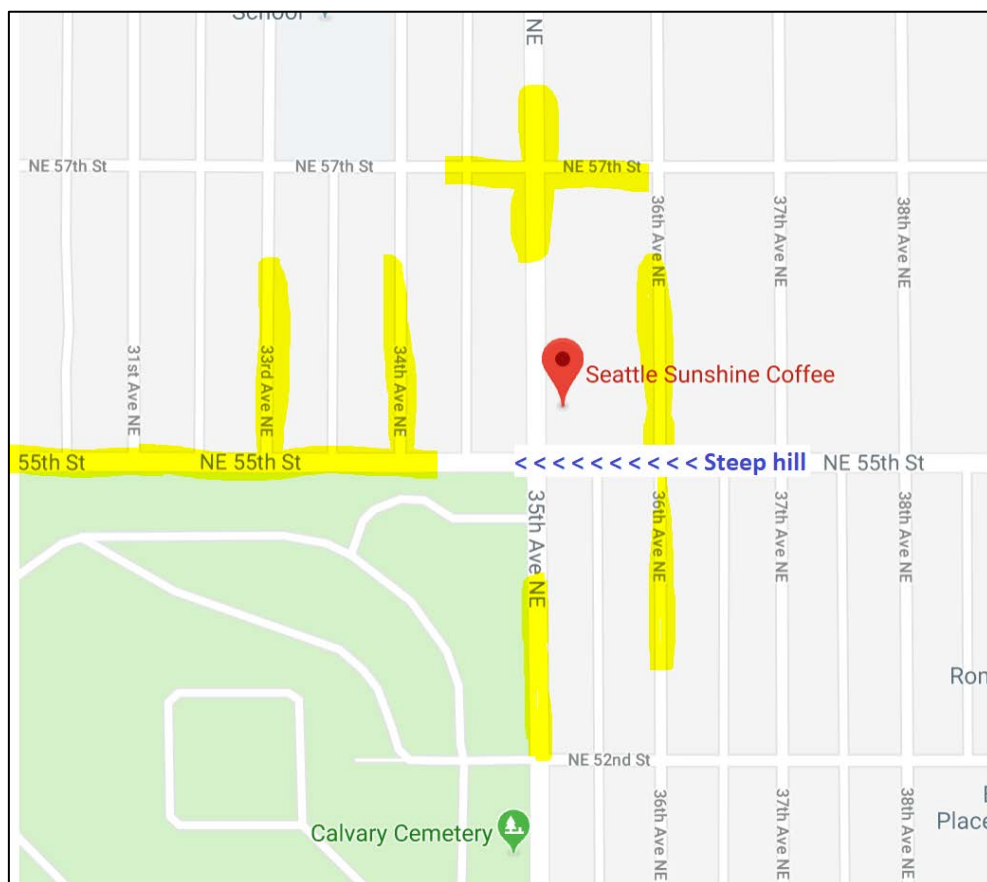 School
NE
NE 57th St
NE 57th St
NE 57th St
36th Ave NE
37th Ave NE
38th Ave NE
31st Ave NE
33rd Ave NE
34th Ave NE
Seattle Sunshine Coffee
55th St
NE 55th St
< < < < < < < < < < Steep hill
NE 55th St
35th Ave NE
36th Ave NE
37th Ave NE
38th Ave NE
NE 52nd St
36th Ave NE
37th Ave NE
38th Ave NE
Calvary Cemetery
Place